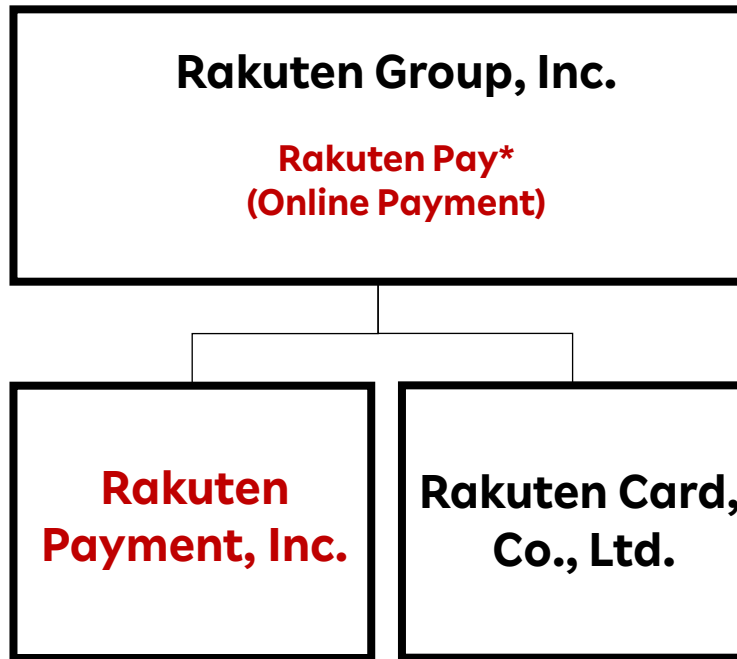 Rakuten Group, Inc.
Rakuten Pay*
(Online Payment)
Rakuten
Payment, Inc.
Rakuten Card,
Co., Ltd.